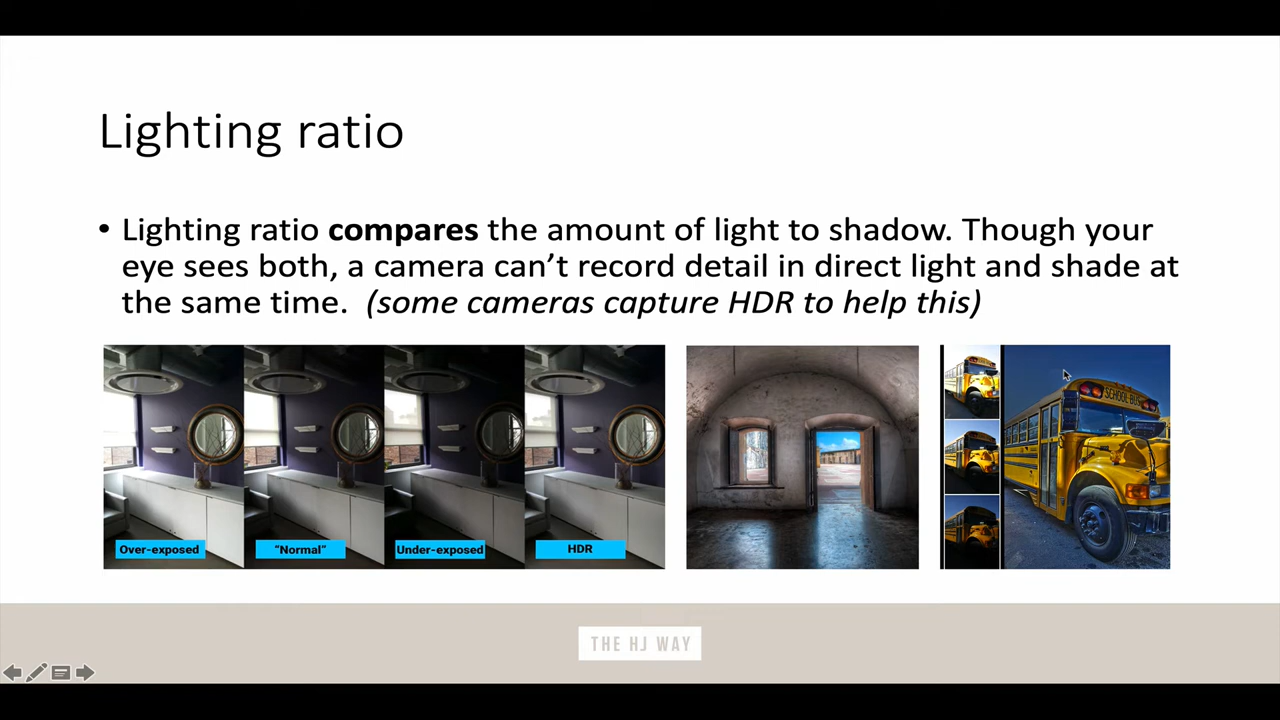 Lighting ratio
• Lighting ratio compares the amount of light to shadow. Though your
eye sees both, a camera can’t record detail in direct light and shade at
the same time. (some cameras capture HDR to help this)
SCHOOL BUS
Over-exposed
“Normal”
Under-exposed
HDR
THE HJ WAY